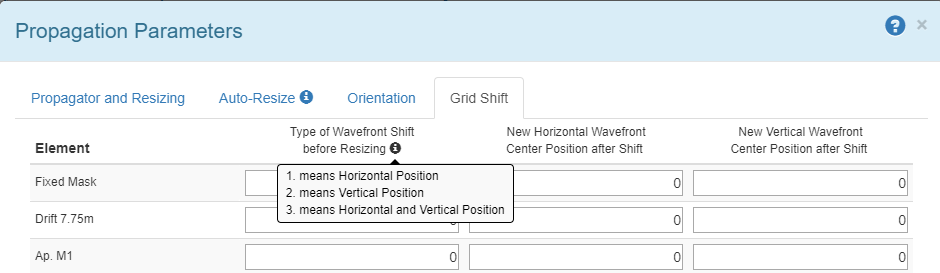 Propagation Parameters
? ×
Propagator and Resizing Auto-Resize Orientation Grid Shift
Element
Type of Wavefront Shift
before Resizing
New Horizontal Wavefront
Center Position after Shift
New Vertical Wavefront
Center Position after Shift
1. means Horizontal Position
2. means Vertical Position
3. means Horizontal and Vertical Position
Fixed Mask 0 0
Drift 7.75m 0 0
Ap. M1 0 0 0